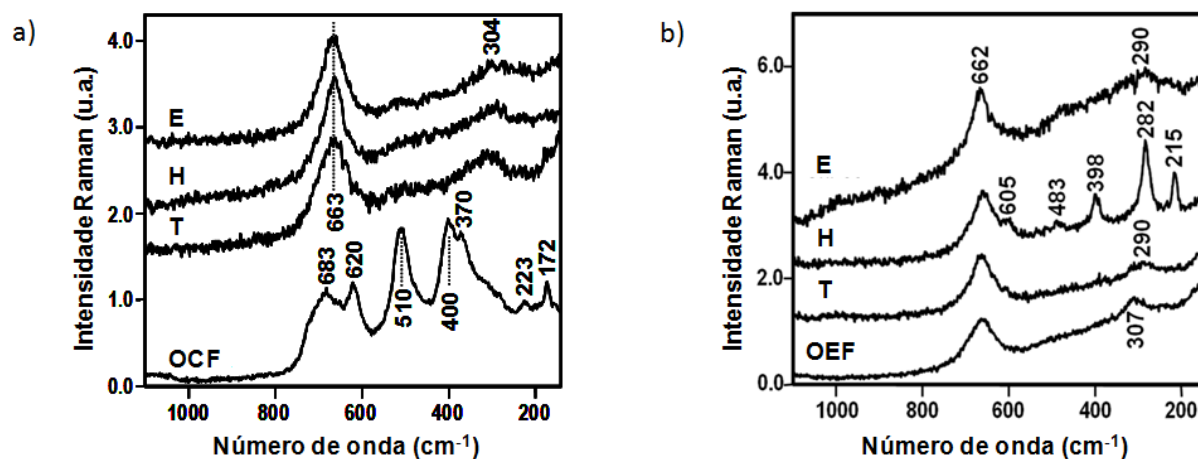 a)
Intensidade Raman (u.a.)
4.0
3.0
2.0
1.0
0.0
304
E
H
T
663
683
620
510
400
370
223
172
OCF
1000
800
600
400
200
Número de onda (cm-1)
b)
Intensidade Raman (u.a.)
6.0
4.0
2.0
0.0
662
290
E
605
483
398
282
215
H
290
T
307
OEF
1000
800
600
400
200
Número de onda (cm-1)